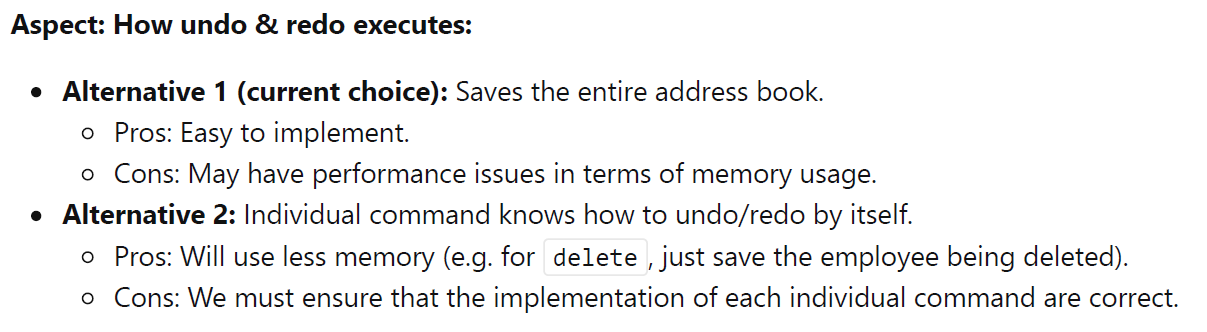 Aspect: How undo & redo executes:
Alternative 1 (current choice): Saves the entire address book.
Pros: Easy to implement.
Cons: May have performance issues in terms of memory usage.
Alternative 2: Individual command knows how to undo/redo by itself.
Pros: Will use less memory (e.g. for delete, just save the employee being deleted).
Cons: We must ensure that the implementation of each individual command are correct.